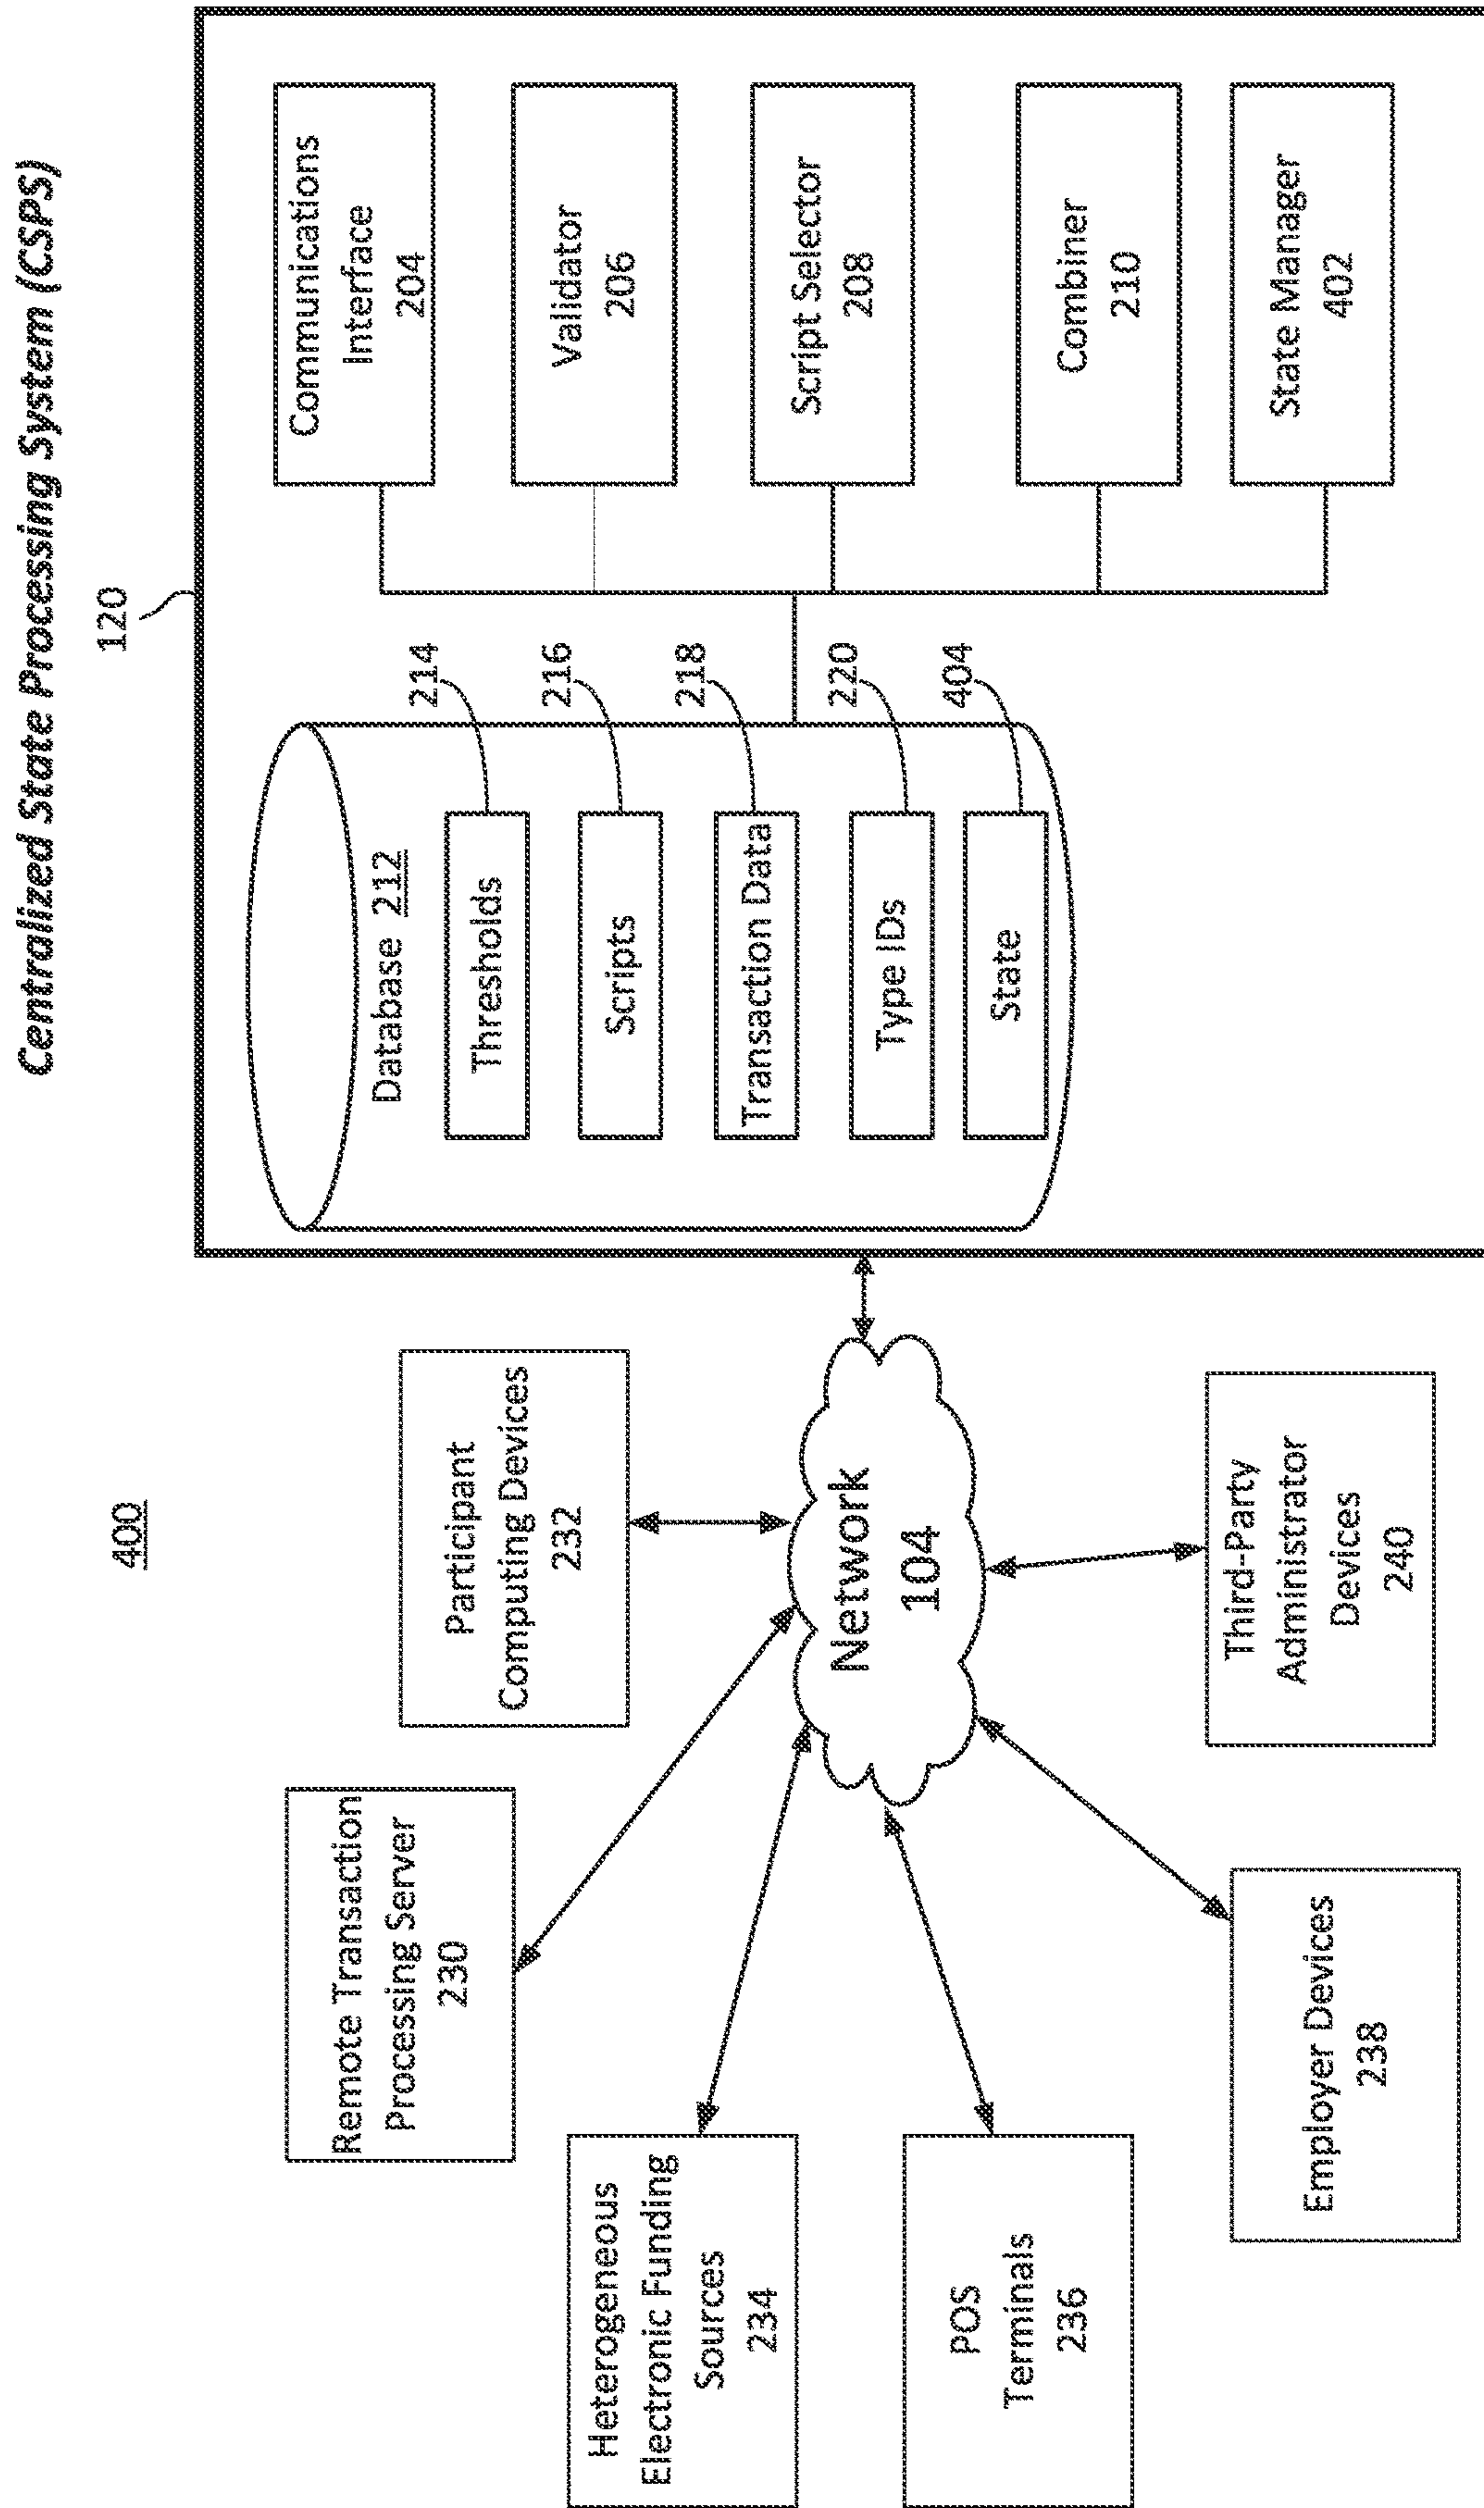 Centralized State Processing System (CSPS)
400
120
Remote Transaction
Processing Server
230
Participant
Computing Devices
232
Heterogeneous
Electronic Funding
Sources
234
Network
104
POS
Terminals
236
Employer Devices
238
Third-Party
Administrator
Devices
240
Database 212
Thresholds
214
Scripts
216
Transaction Data
218
Type IDs
220
State
404
Communications
Interface
204
Validator
206
Script Selector
208
Combiner
210
State Manager
402